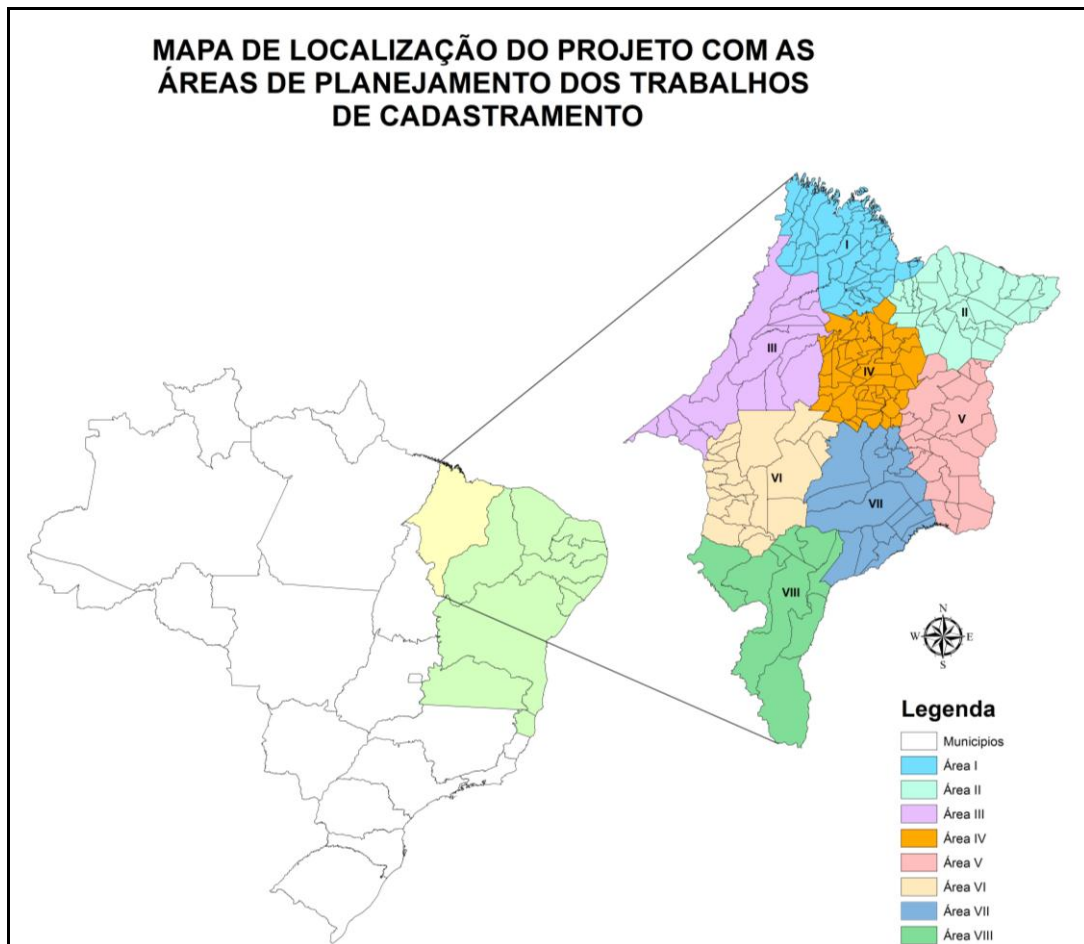 MAPA DE LOCALIZAÇÃO DO PROJETO COM AS
ÁREAS DE PLANEJAMENTO DOS TRABALHOS
DE CADASTRAMENTO
I
II
III
IV
V
VI
VII
VIII
N
W
E
S
Legenda
Municipios
Área I
Área II
Área III
Área IV
Área V
Área VI
Área VII
Área VIII